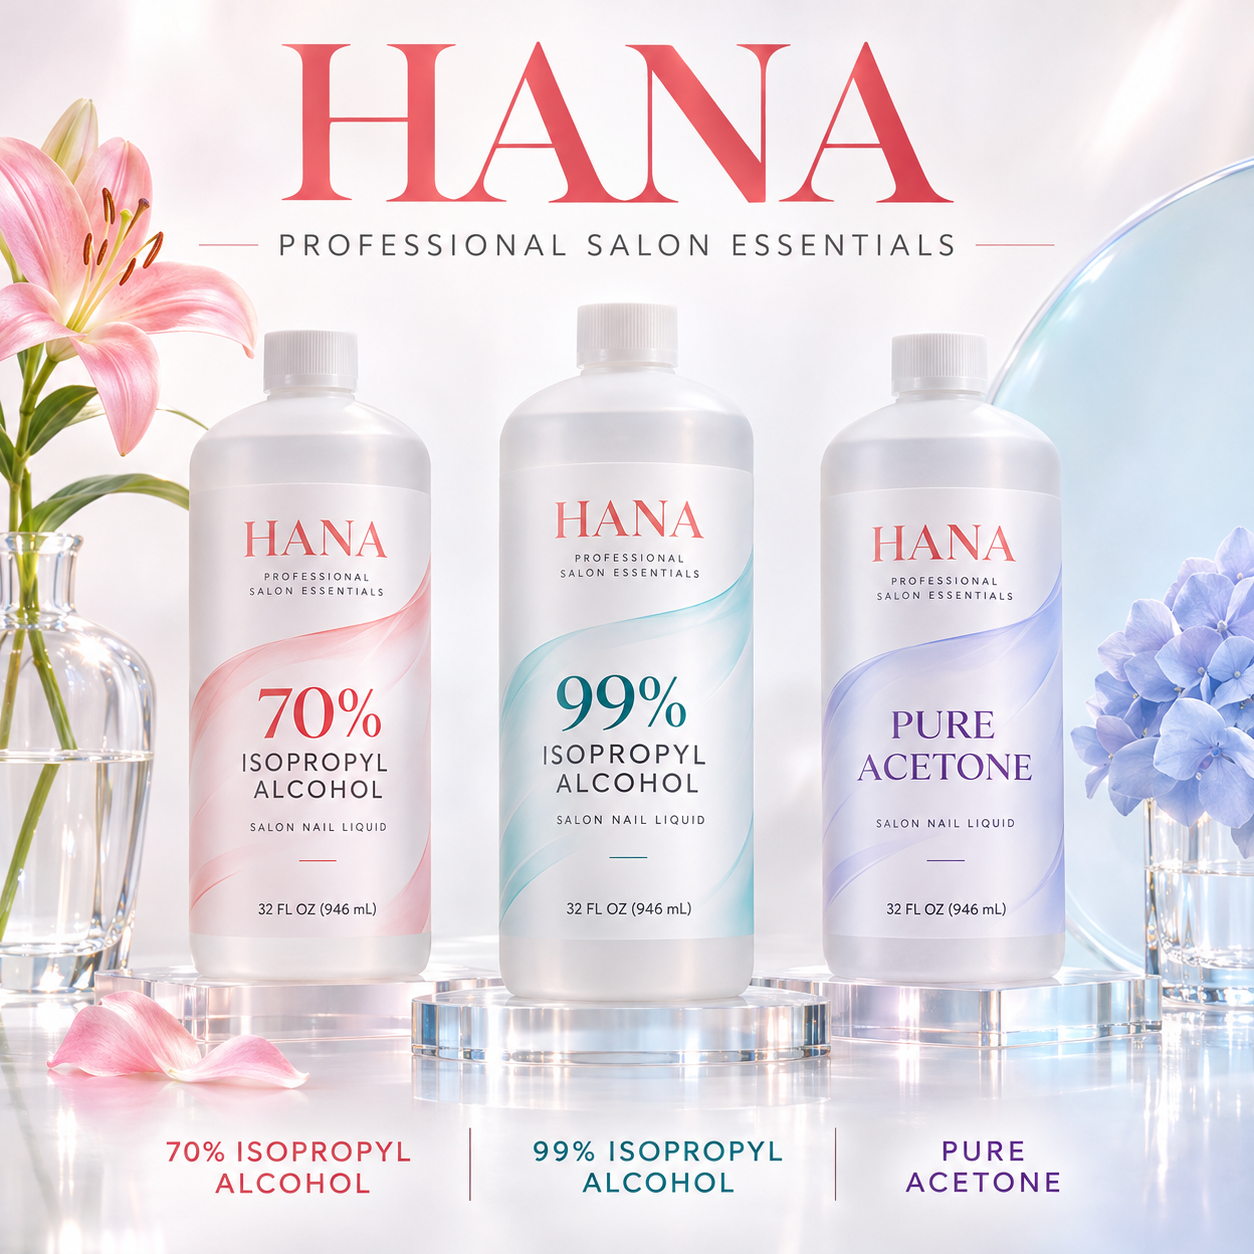 HANA
PROFESSIONAL SALON ESSENTIALS
HANA
PROFESSIONAL
SALON ESSENTIALS
70%
ISOPROPYL
ALCOHOL
SALON NAIL LIQUID
32 FL OZ (946 mL)
HANA
PROFESSIONAL
SALON ESSENTIALS
99%
ISOPROPYL
ALCOHOL
SALON NAIL LIQUID
32 FL OZ (946 mL)
HANA
PROFESSIONAL
SALON ESSENTIALS
PURE
ACETONE
SALON NAIL LIQUID
32 FL OZ (946 mL)
70% ISOPROPYL
ALCOHOL
99% ISOPROPYL
ALCOHOL
PURE
ACETONE